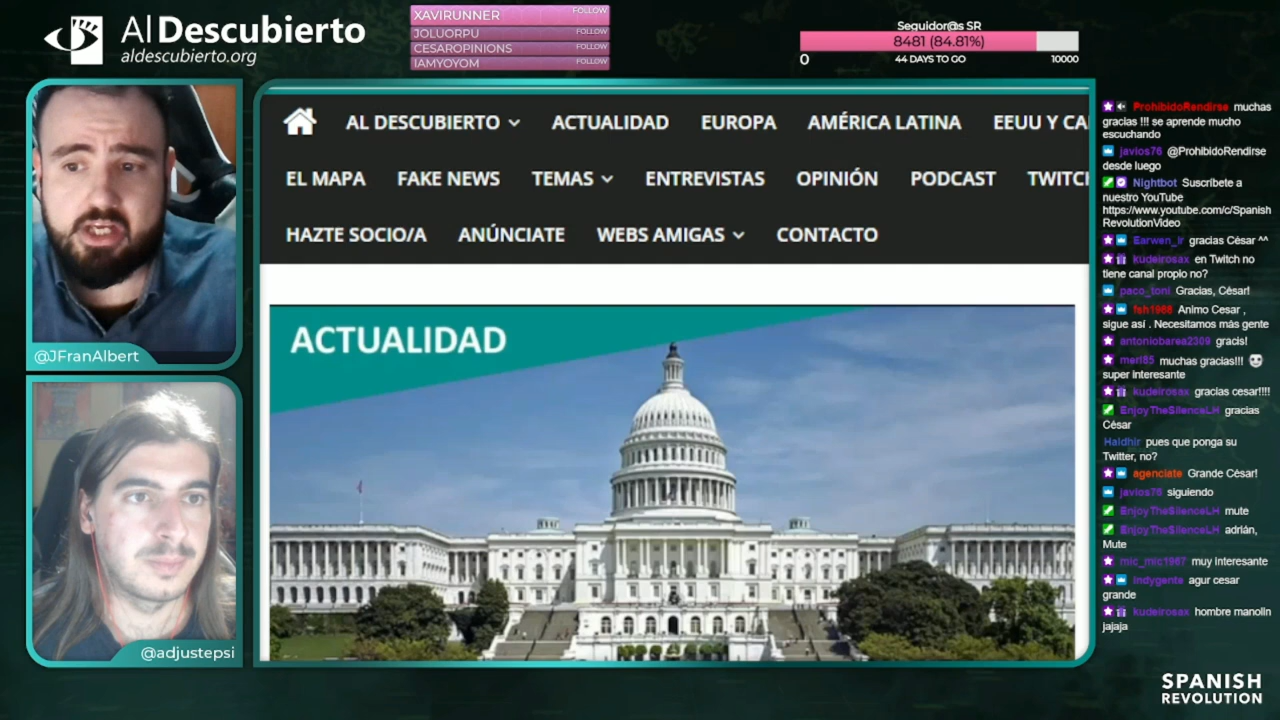 Al Descubierto
aldescubierto.org
XAVIRUNNER FOLLOW
JOLUORPU FOLLOW
CESAROPINIONS FOLLOW
IAMYOYOM FOLLOW
Seguidor@s SR
8481 (84.81%)
0 44 DAYS TO GO 10000
AL DESCUBIERTO ACTUALIDAD EUROPA AMÉRICA LATINA EEUU Y CA
EL MAPA FAKE NEWS TEMAS ENTREVISTAS OPINIÓN PODCAST TWITCH
HAZTE SOCIO/A ANÚNCIATE WEBS AMIGAS CONTACTO
ACTUALIDAD
@JFranAlbert
@adjustepsi
ProhibidoRendirse muchas
gracias !!! se aprende mucho
escuchando
javios76 @ProhibidoRendirse
desde luego
Nightbot Suscríbete a
nuestro YouTube
https://www.youtube.com/c/Spanish
RevolutionVideo
Earwen_ir gracias César ^^
kudeirosax en Twitch no
tiene canal propio no?
paco_toni Gracias, César!
fsh1988 Animo Cesar ,
sigue así . Necesitamos más gente
antoniobarea2309 gracis!
meri85 muchas gracias!!!
super interesante
kudeirosax gracias cesar!!!!
EnjoyTheSilenceLH gracias
César
Haldhir pues que ponga su
Twitter, no?
agenciate Grande César!
javios76 siguiendo
EnjoyTheSilenceLH mute
EnjoyTheSilenceLH adrián,
Mute
mic_mic1967 muy interesante
indygente agur cesar
grande
kudeirosax hombre manolin
jajaja
SPANISH
REVOLUTION